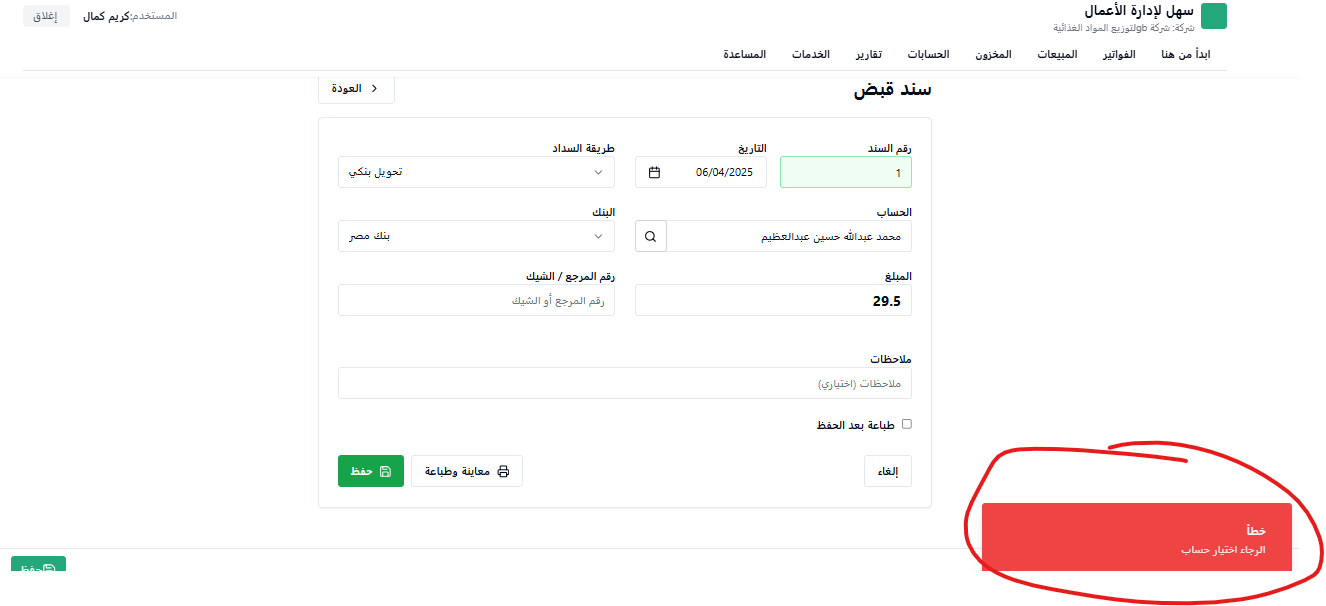 سهل لإدارة الأعمال
شركة: شركة gbلتوزيع المواد الغذائية
المستخدم:كريم كمال
إغلاق
ابدأ من هنا الفواتير المبيعات المخزون الحسابات تقارير الخدمات المساعدة
سند قبض
العودة
رقم السند التاريخ طريقة السداد
1 06/04/2025 تحويل بنكي
الحساب البنك
محمد عبدالله حسين عبدالعظيم بنك مصر
المبلغ رقم المرجع / الشيك
29.5 رقم المرجع أو الشيك
ملاحظات
ملاحظات (اختياري)
طباعة بعد الحفظ
إلغاء معاينة وطباعة حفظ
خطأ
الرجاء اختيار حساب
حفظ